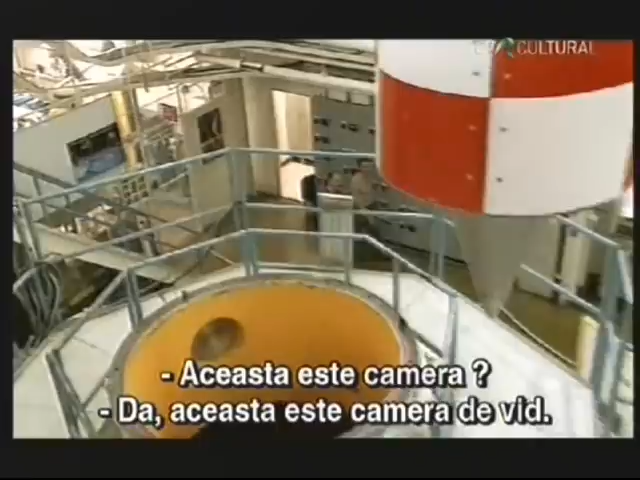 CULTURAL
- Aceasta este camera ?
- Da, aceasta este camera de vid.